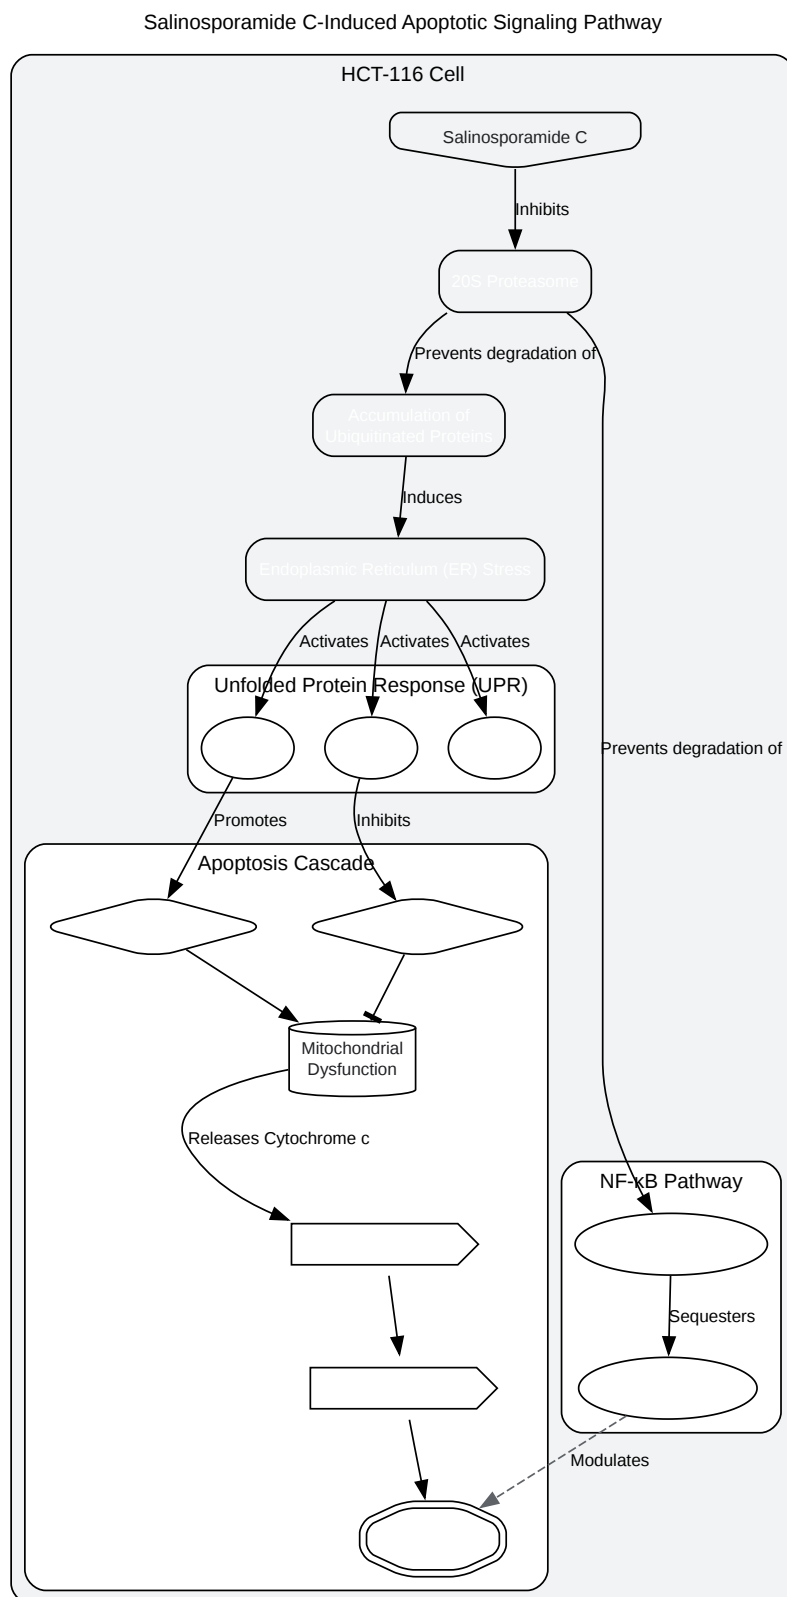 Salinosporamide C-Induced Apoptotic Signaling Pathway
HCT-116 Cell
Salinosporamide C
Inhibits
20S Proteasome
Prevents degradation of
Accumulation of
Ubiquitinated Proteins
Induces
Endoplasmic Reticulum (ER) Stress
Activates
Activates
Activates
Unfolded Protein Response (UPR)
Prevents degradation of
Promotes
Inhibits
Apoptosis Cascade
Mitochondrial
Dysfunction
Releases Cytochrome c
NF-κB Pathway
Sequesters
Modulates